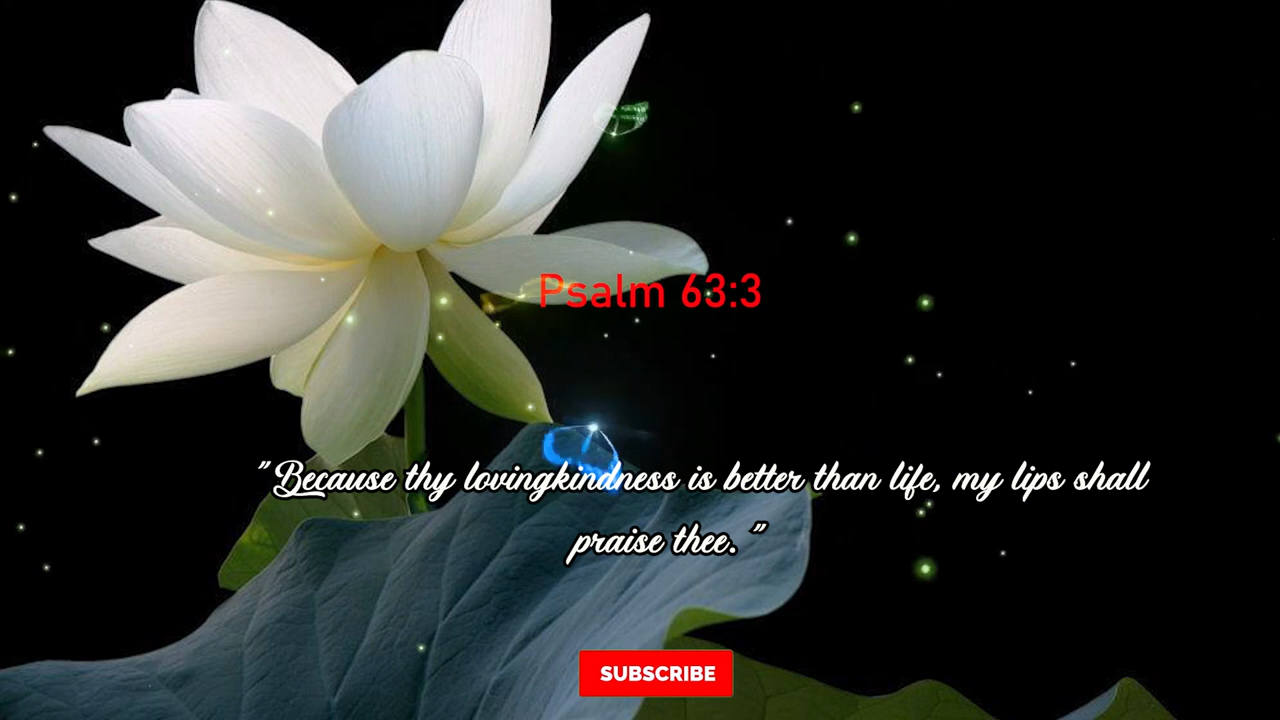 Psalm 63:3
"Because thy lovingkindness is better than life, my lips shall
praise thee. "
SUBSCRIBE